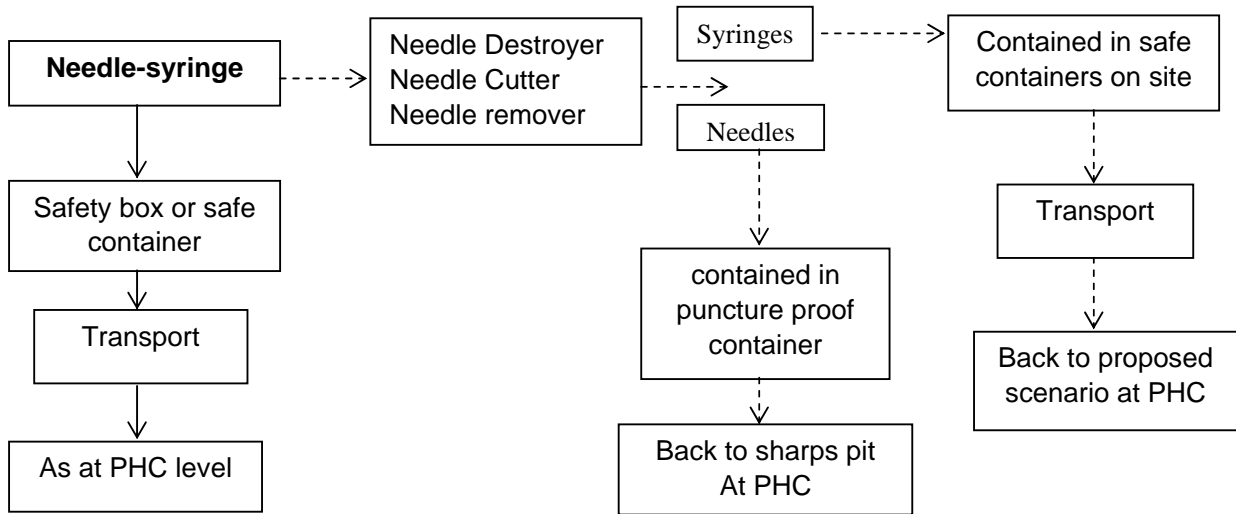 Needle-syringe
Safety box or safe
container
Transport
As at PHC level
Needle Destroyer
Needle Cutter
Needle remover
Syringes
Needles
contained in
puncture proof
container
Back to sharps pit
At PHC
Contained in safe
containers on site
Transport
Back to proposed
scenario at PHC